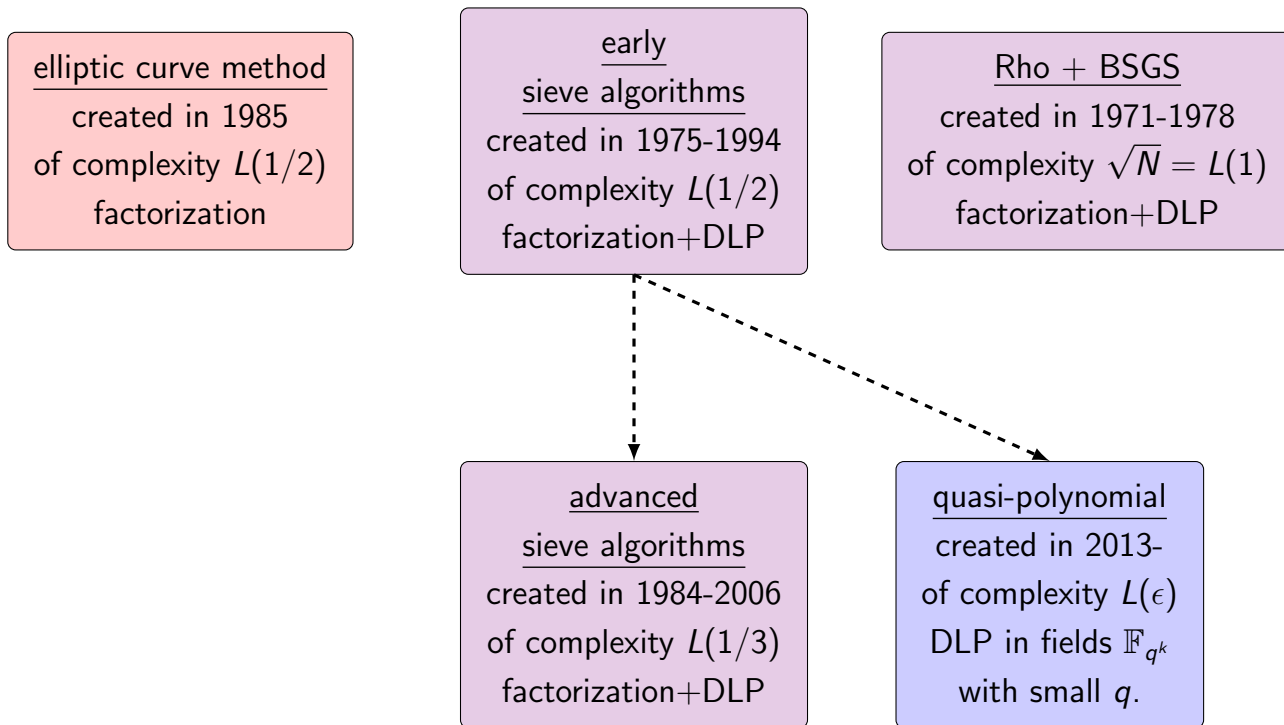 elliptic curve method
created in 1985
of complexity L(1/2)
factorization
early
sieve algorithms
created in 1975-1994
of complexity L(1/2)
factorization+DLP
Rho + BSGS
created in 1971-1978
of complexity √N = L(1)
factorization+DLP
advanced
sieve algorithms
created in 1984-2006
of complexity L(1/3)
factorization+DLP
quasi-polynomial
created in 2013-
of complexity L(ϵ)
DLP in fields 𝔽_{q^k}
with small q.